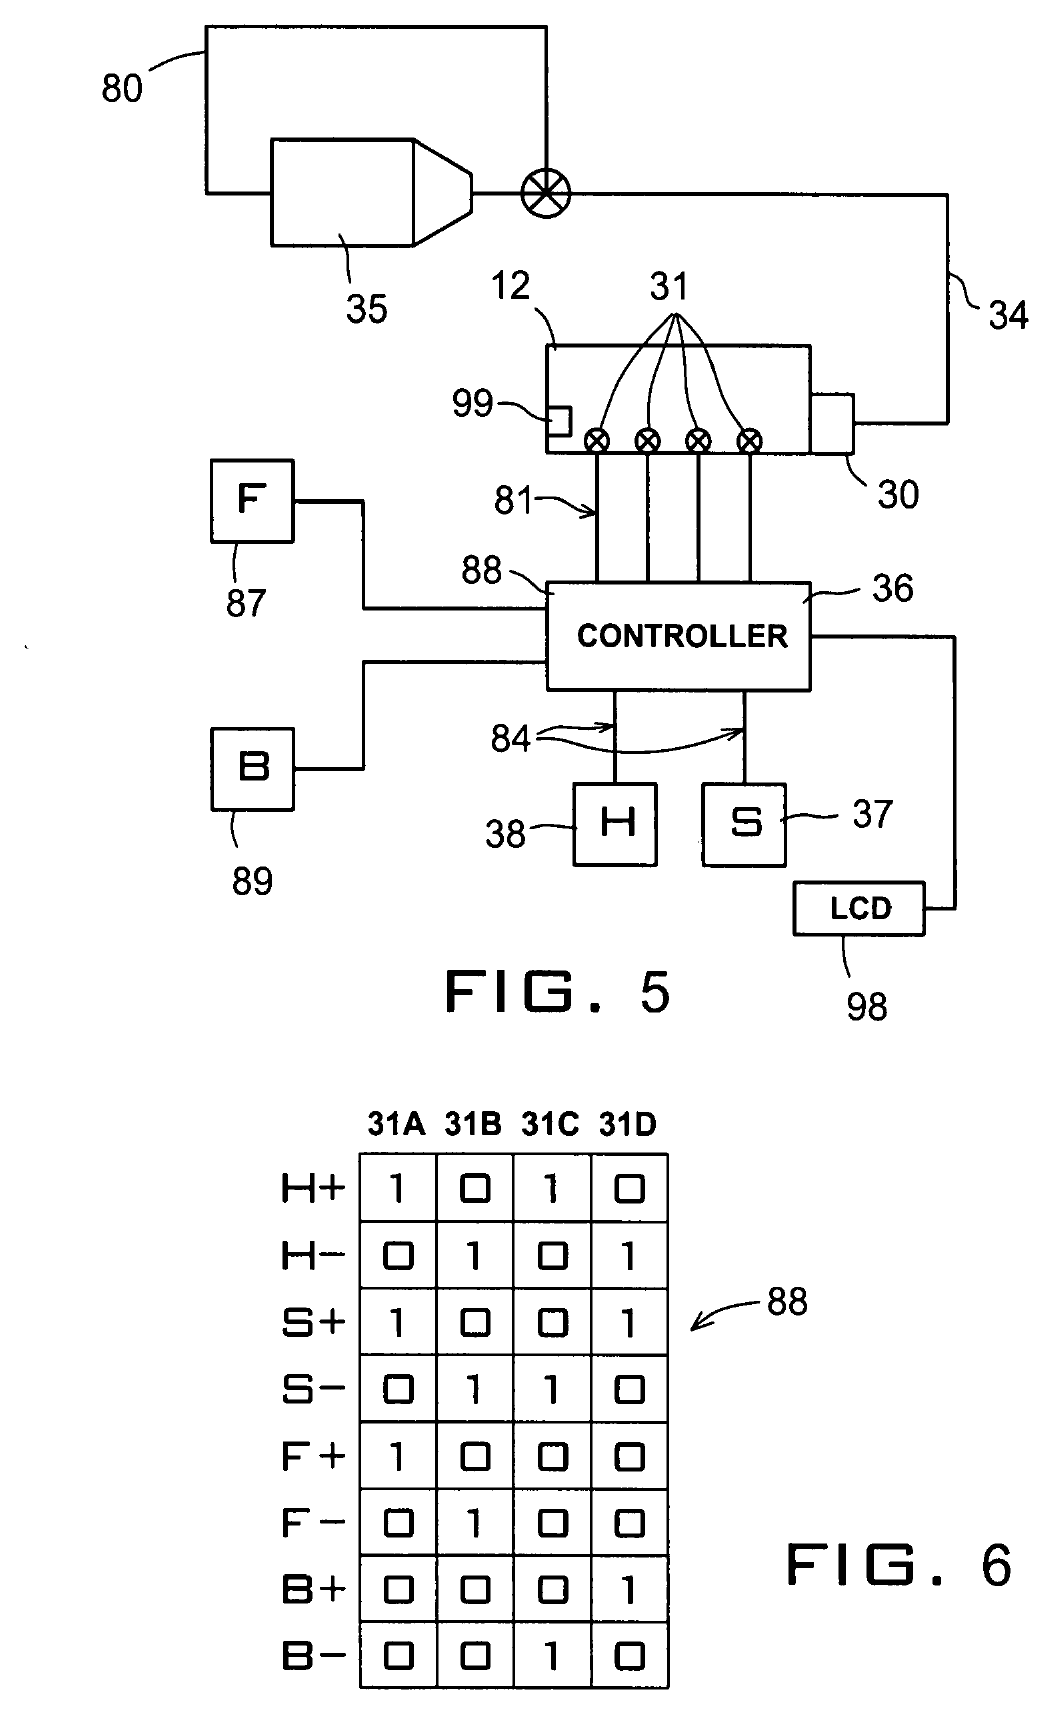 80
35
12
31
34
99
30
81
F
87
88
36
CONTROLLER
84
B
89
38
H
S
37
LCD
98
FIG. 5
31A 31B 31C 31D
H+ 1 0 1 0
H- 0 1 0 1
S+ 1 0 0 1
88
S- 0 1 1 0
F+ 1 0 0 0
F- 0 1 0 0
B+ 0 0 0 1
B- 0 0 1 0
FIG. 6